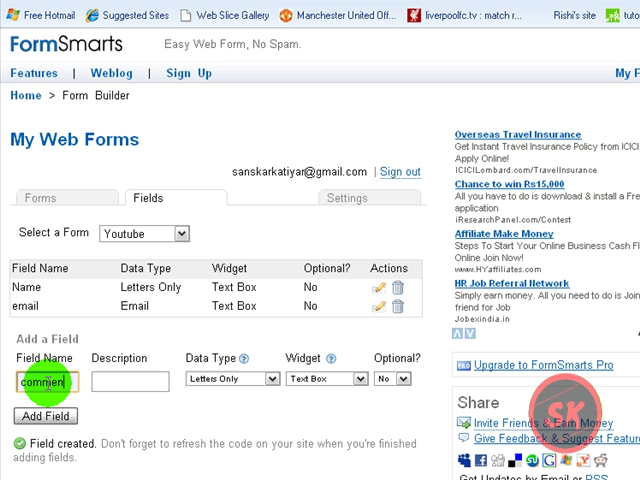 Free Hotmail Suggested Sites Web Slice Gallery Manchester United Off... liverpoolfc.tv : match r... Rishi's site tuto
FormSmarts Easy Web Form, No Spam.
Features | Weblog | Sign Up My F
Home > Form Builder
My Web Forms
sanskarkatiyar@gmail.com | Sign out
Forms Fields Settings
Select a Form Youtube
Field Name Data Type Widget Optional? Actions
Name Letters Only Text Box No
email Email Text Box No
Add a Field
Field Name Description Data Type ? Widget ? Optional?
commen Letters Only Text Box No
Add Field
Field created. Don't forget to refresh the code on your site when you're finished
adding fields.
Overseas Travel Insurance
Get Instant Travel Insurance Policy from ICICI
Apply Online!
ICICILombard.com/TravelInsurance
Chance to win Rs15,000
All you have to do is download & install a Fre
application
iResearchPanel.com/Contest
Affiliate Make Money
Steps To Start Your Online Business Cash Fl
Online Join Now!
www.HYaffiliates.com
HR Job Referral Network
Simply earn money. All you need to do is Join
friend for Job
Jobexindia.in
Upgrade to FormSmarts Pro
Share
Invite Friends & Earn Money
Give Feedback & Suggest Feature
SK
Get Updates by Email or RSS